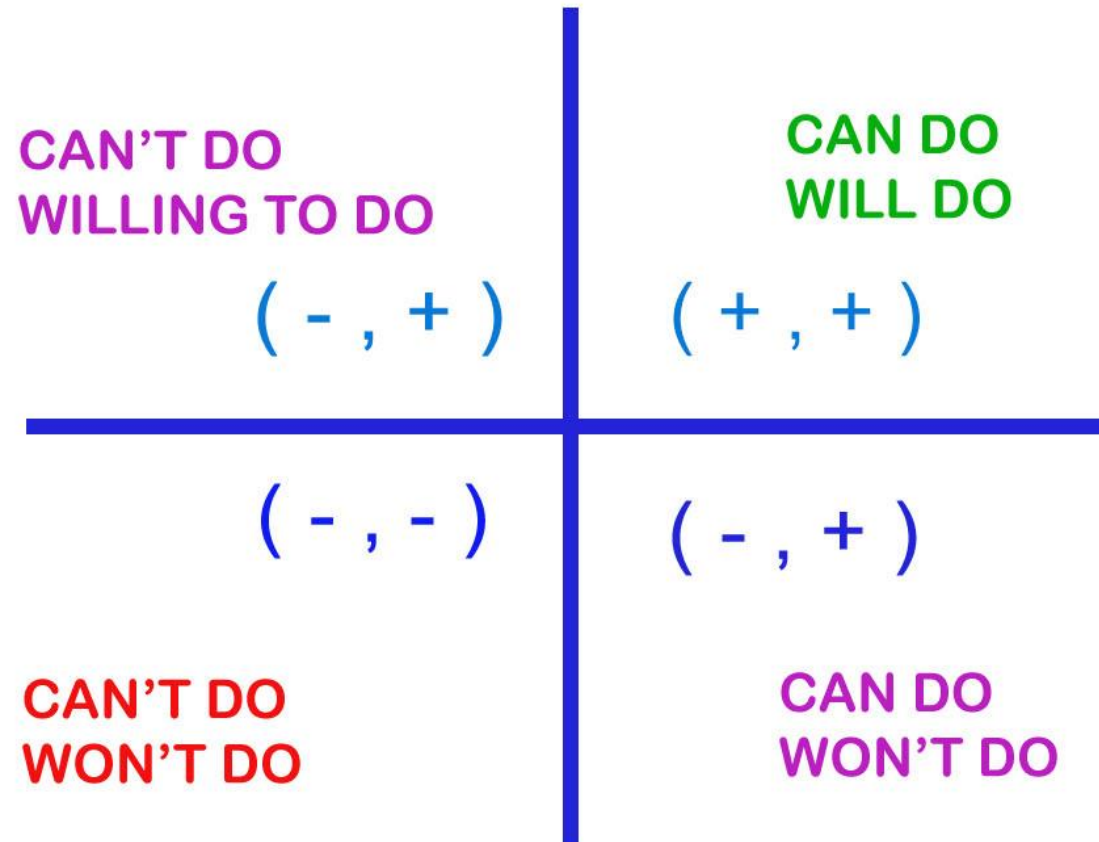 CAN'T DO
WILLING TO DO
( - , + )
CAN DO
WILL DO
( + , + )
( - , - )
CAN'T DO
WON'T DO
( - , + )
CAN DO
WON'T DO